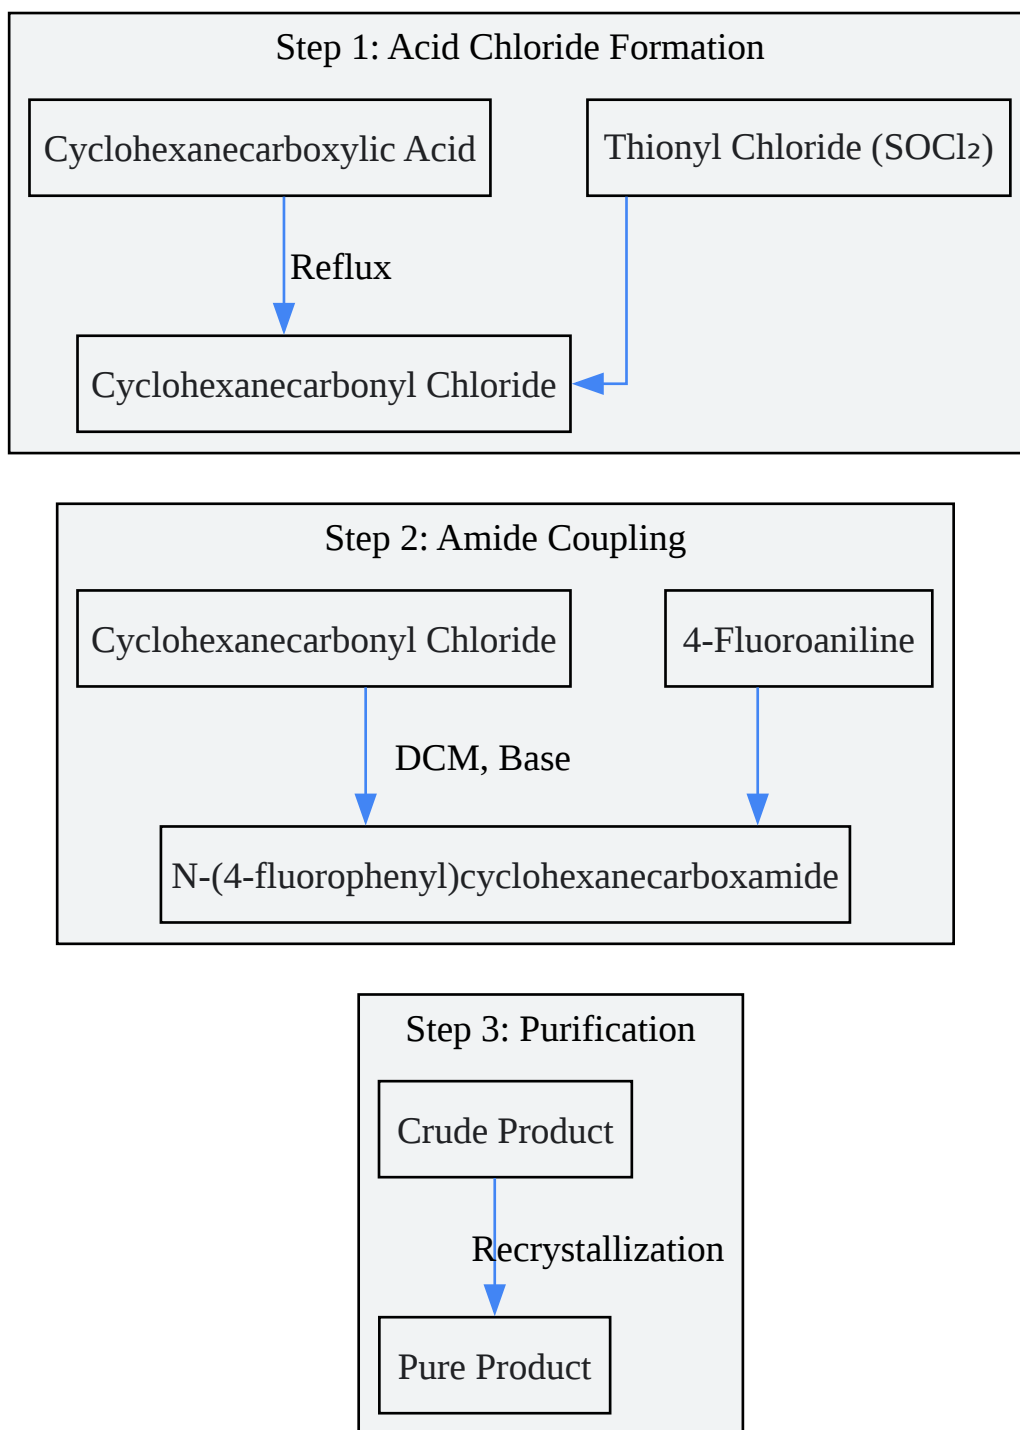 Step 1: Acid Chloride Formation
Cyclohexanecarboxylic Acid
Thionyl Chloride (SOCl₂)
Reflux
Cyclohexanecarbonyl Chloride
Step 2: Amide Coupling
Cyclohexanecarbonyl Chloride
4-Fluoroaniline
DCM, Base
N-(4-fluorophenyl)cyclohexanecarboxamide
Step 3: Purification
Crude Product
Recrystallization
Pure Product